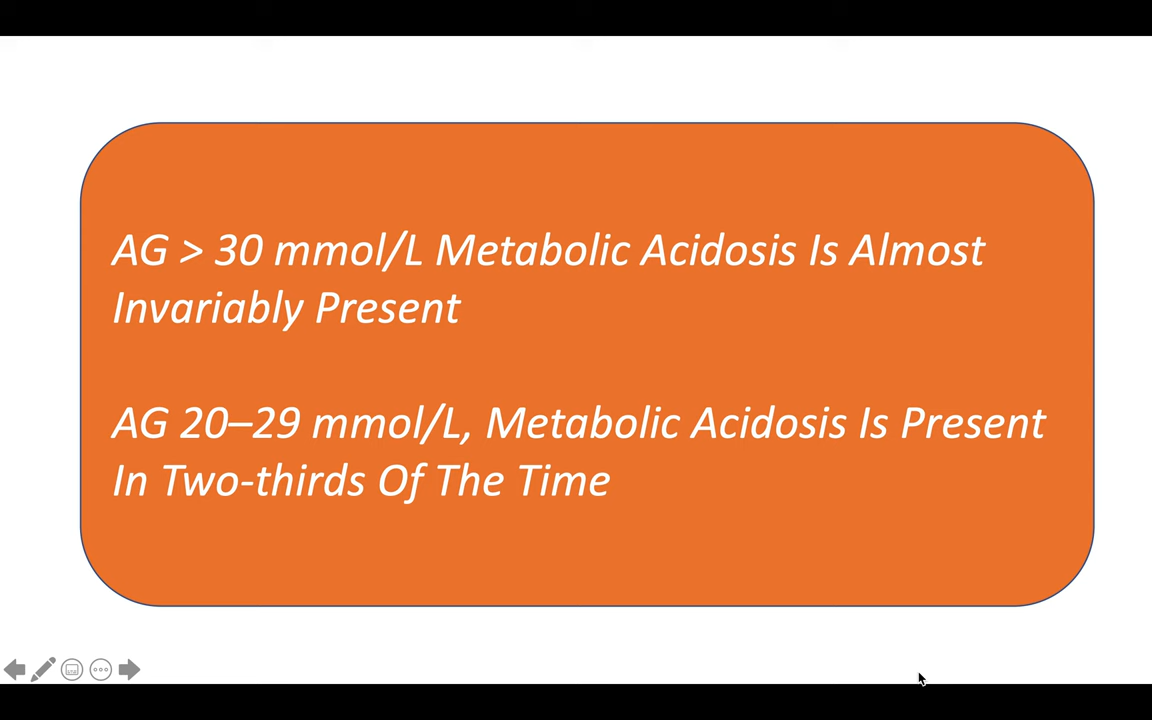 AG > 30 mmol/L Metabolic Acidosis Is Almost
Invariably Present
AG 20–29 mmol/L, Metabolic Acidosis Is Present
In Two-thirds Of The Time